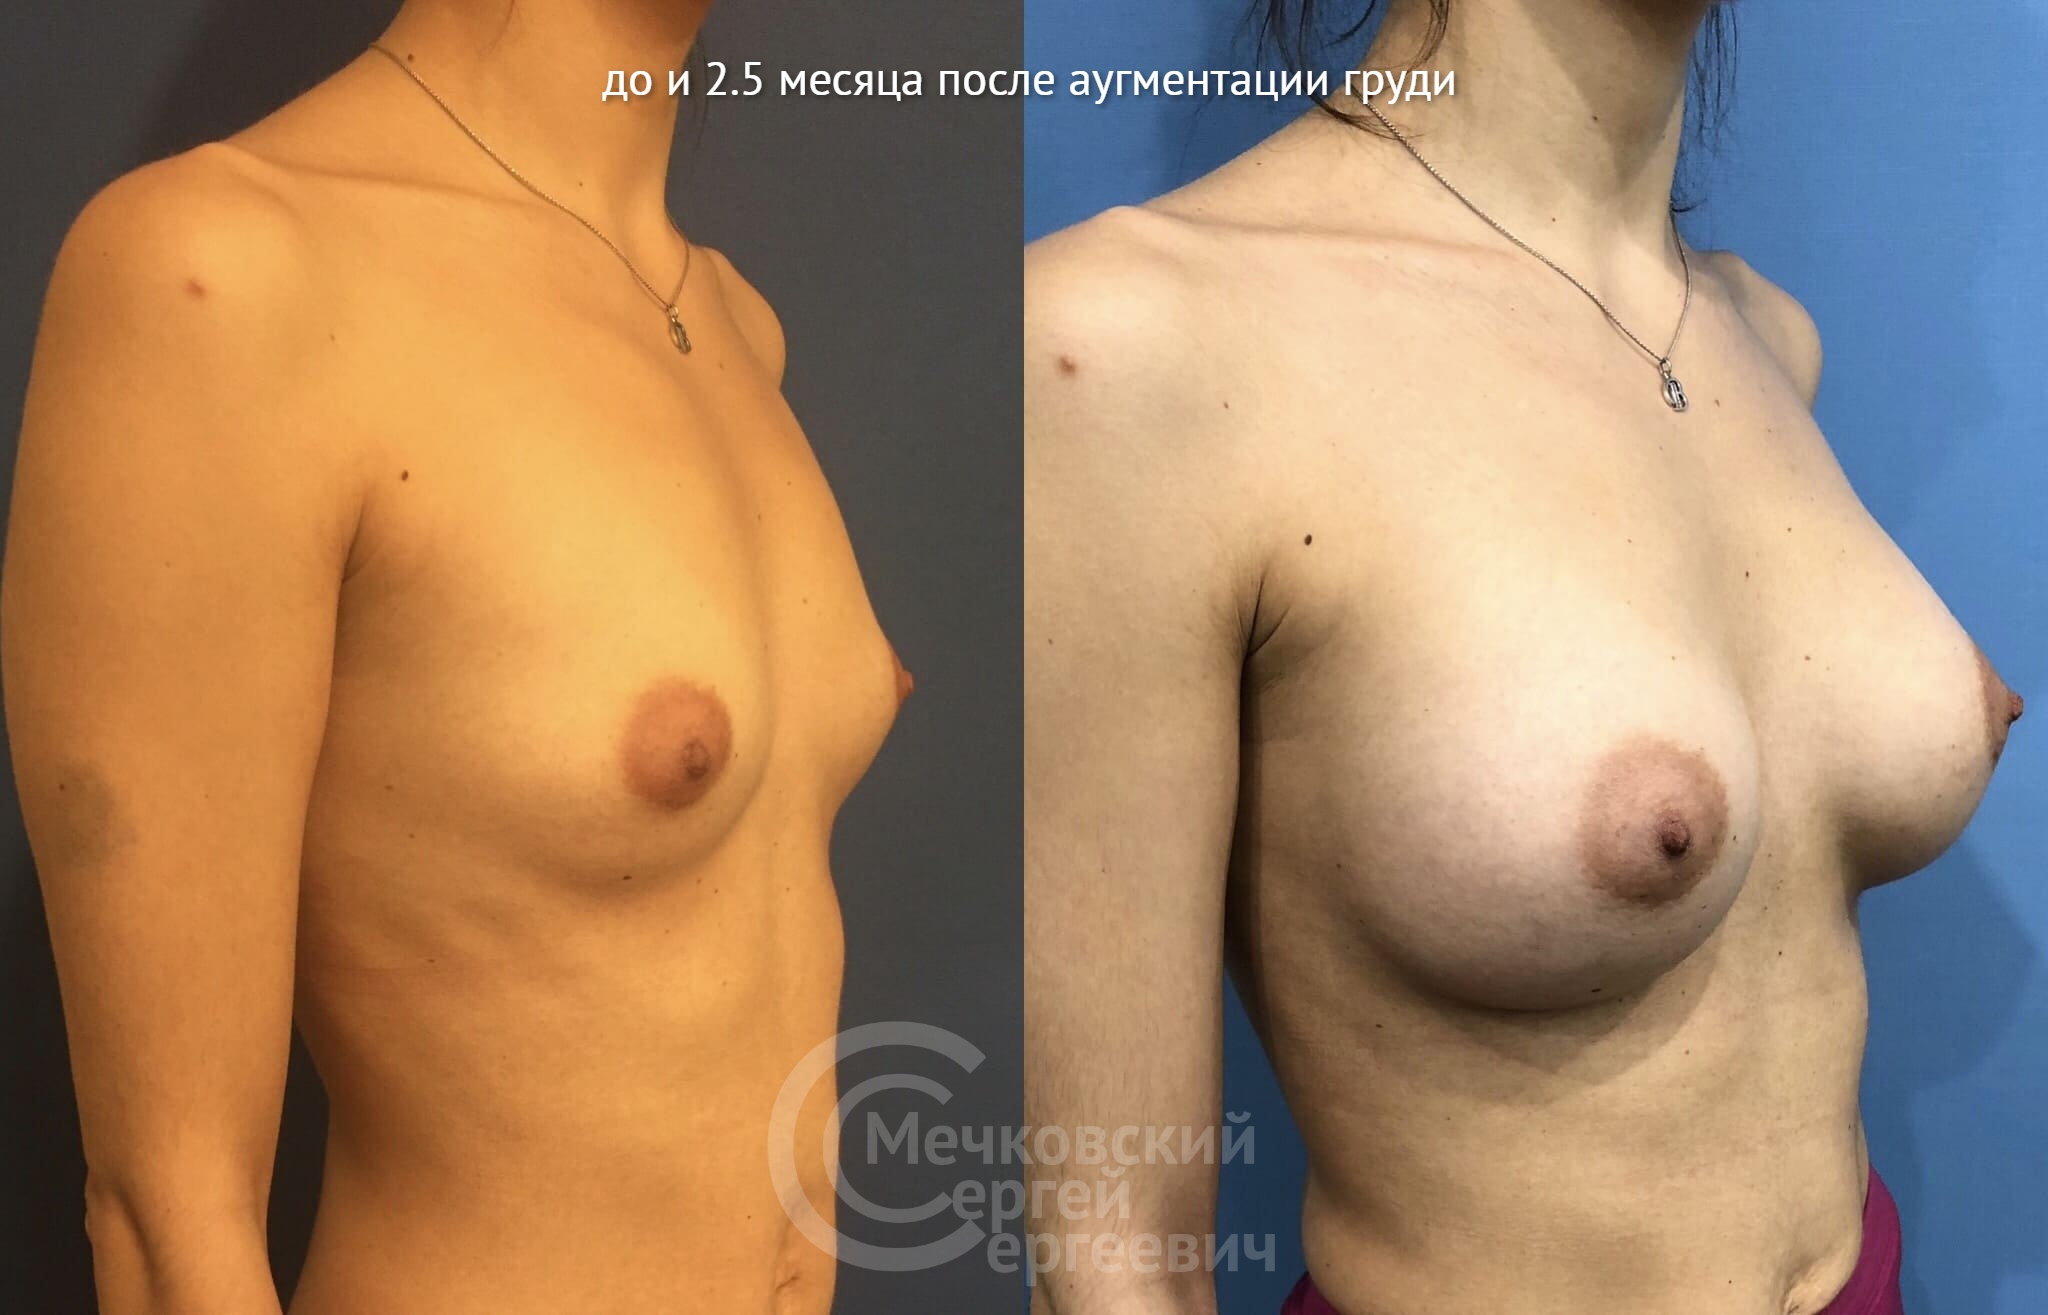 до и 2.5 месяца после аугментации груди
Мечковский
Сергей
Сергеевич